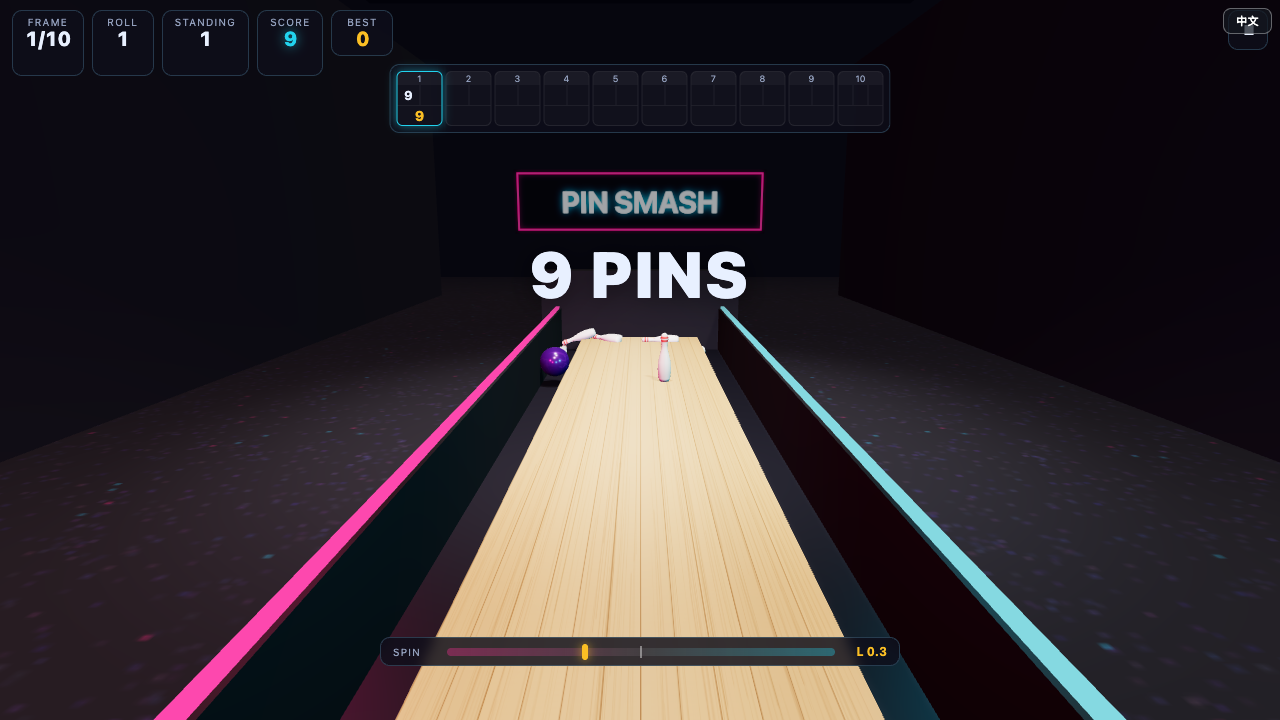 FRAME
1/10
ROLL
1
STANDING
1
SCORE
9
BEST
0
中文
1 2 3 4 5 6 7 8 9 10
9
9
PIN SMASH
9 PINS
SPIN
L 0.3